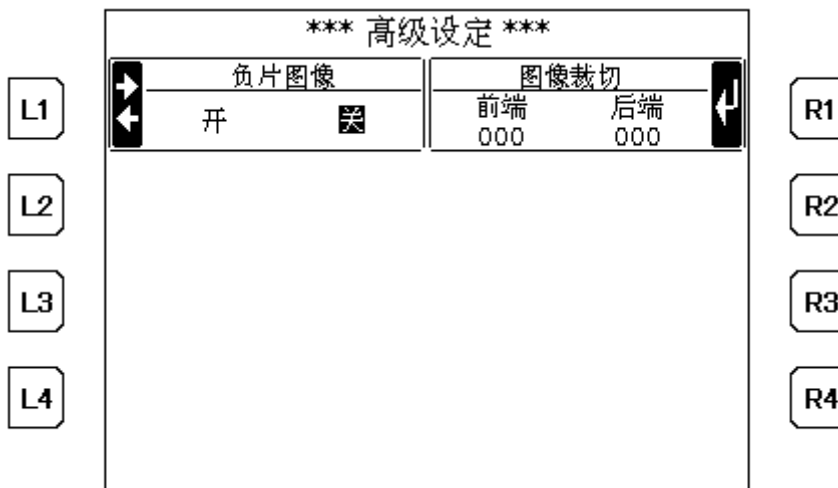 *** 高级设定 ***
负片图像 图像裁切
L1 开 关 前端 后端 R1
000 000
L2 R2
L3 R3
L4 R4